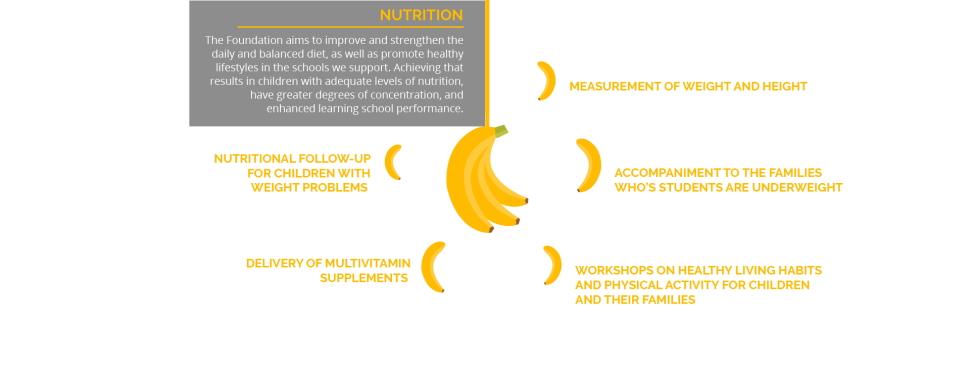 NUTRITION
The Foundation aims to improve and strengthen the
daily and balanced diet, as well as promote healthy
lifestyles in the schools we support. Achieving that
results in children with adequate levels of nutrition,
have greater degrees of concentration, and
enhanced learning school performance.
MEASUREMENT OF WEIGHT AND HEIGHT
NUTRITIONAL FOLLOW-UP
FOR CHILDREN WITH
WEIGHT PROBLEMS
ACCOMPANIMENT TO THE FAMILIES
WHO'S STUDENTS ARE UNDERWEIGHT
DELIVERY OF MULTIVITAMIN
SUPPLEMENTS
WORKSHOPS ON HEALTHY LIVING HABITS
AND PHYSICAL ACTIVITY FOR CHILDREN
AND THEIR FAMILIES